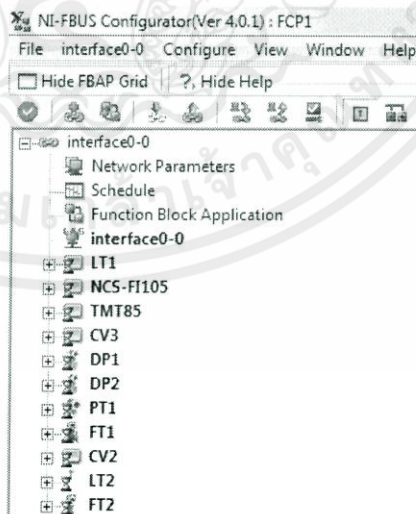 NI-FBUS Configurator(Ver 4.0.1) : FCP1
File interface0-0 Configure View Window Help
Hide FBAP Grid ?, Hide Help
interface0-0
Network Parameters
Schedule
Function Block Application
interface0-0
LT1
NCS-FI105
TMT85
CV3
DP1
DP2
PT1
FT1
CV2
LT2
FT2